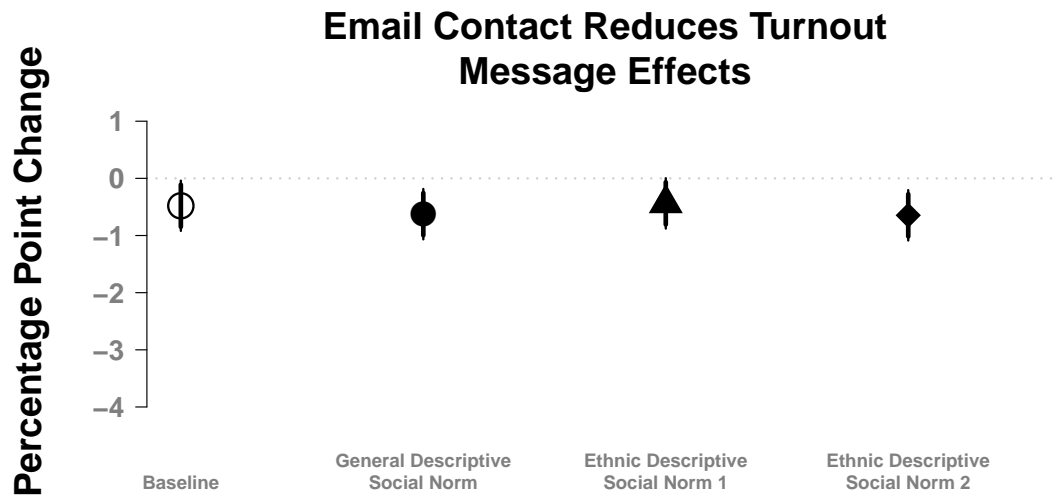 Email Contact Reduces Turnout
Message Effects
Percentage Point Change
1
0
−1
−2
−3
−4
Baseline
General Descriptive
Social Norm
Ethnic Descriptive
Social Norm 1
Ethnic Descriptive
Social Norm 2